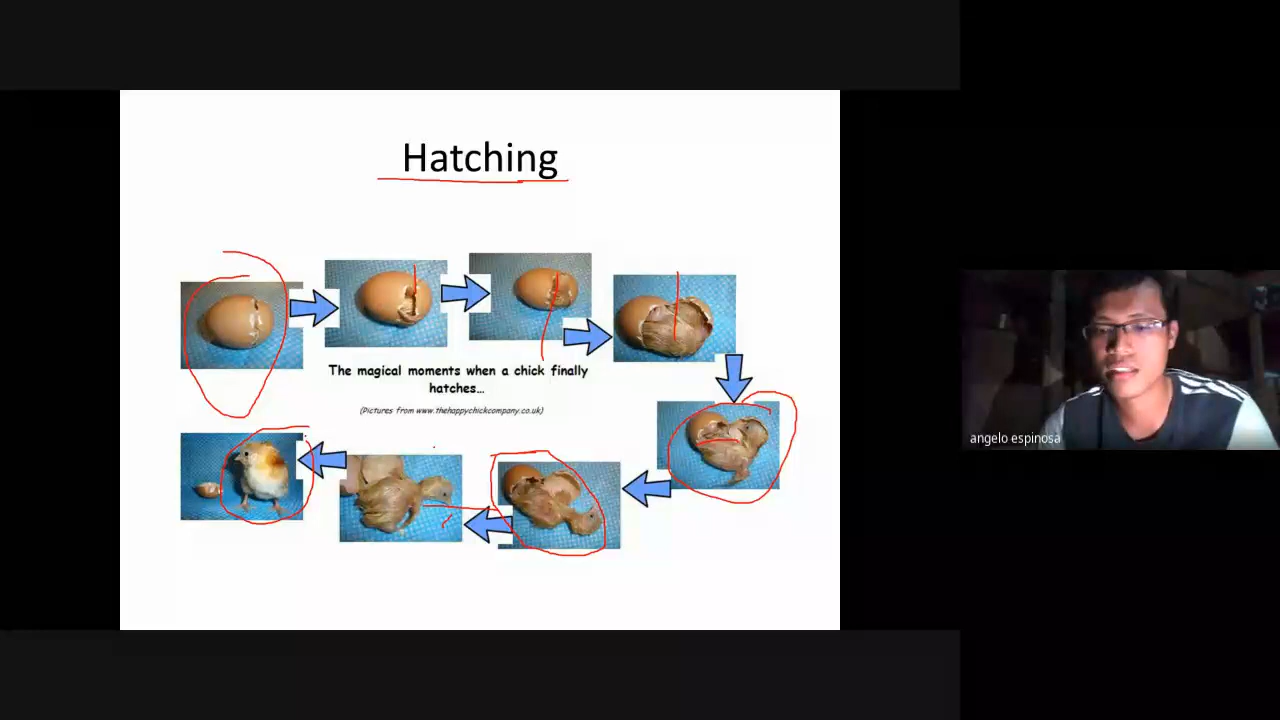 Hatching
The magical moments when a chick finally
hatches...
(Pictures from www.thehappychickcompany.co.uk)
angelo espinosa